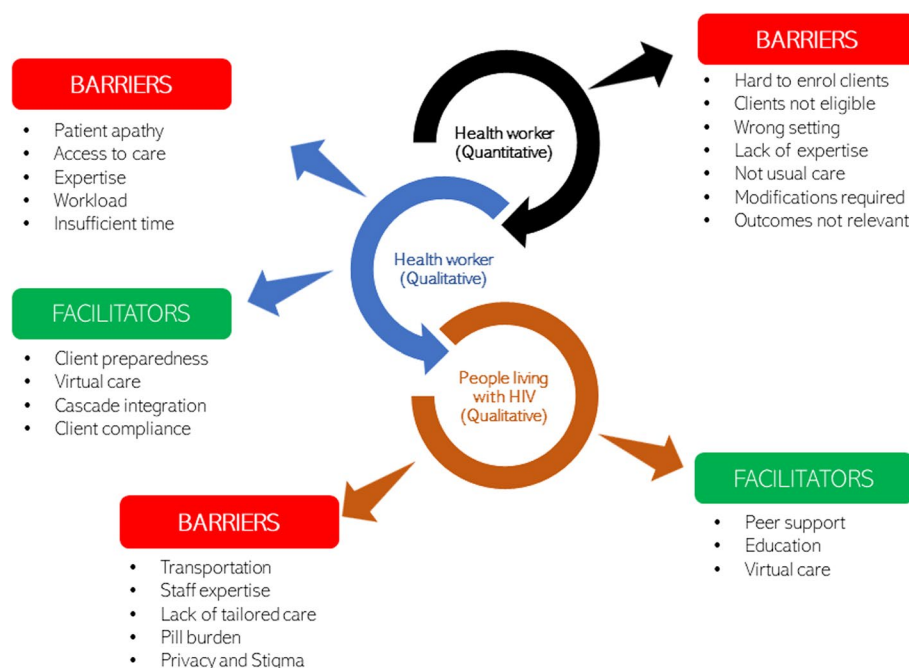 BARRIERS
• Hard to enrol clients
• Clients not eligible
• Wrong setting
• Lack of expertise
• Not usual care
• Modifications required
• Outcomes not relevant
Health worker
(Quantitative)
BARRIERS
• Patient apathy
• Access to care
• Expertise
• Workload
• Insufficient time
Health worker
(Qualitative)
FACILITATORS
• Client preparedness
• Virtual care
• Cascade integration
• Client compliance
People living
with HIV
(Qualitative)
FACILITATORS
• Peer support
• Education
• Virtual care
BARRIERS
• Transportation
• Staff expertise
• Lack of tailored care
• Pill burden
• Privacy and Stigma